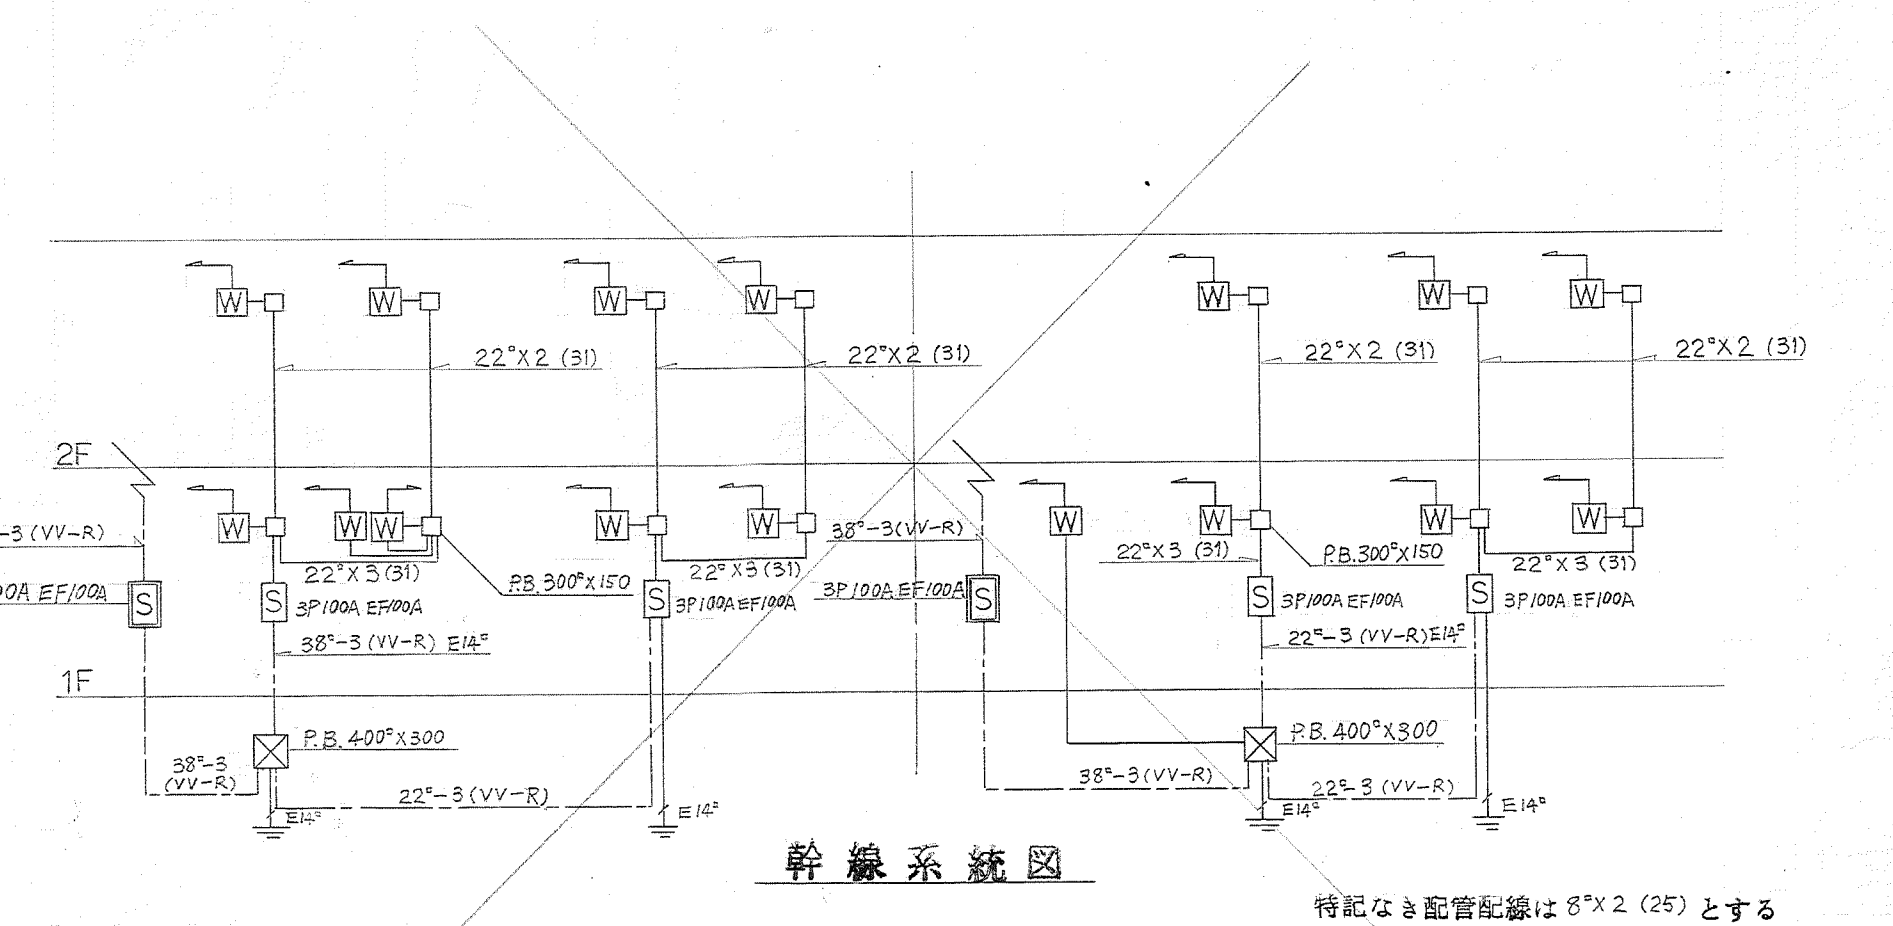 W W W W W W W
22□X2 (31) 22□X2 (31) 22□X2 (31) 22□X2 (31)
2F
W W W W W W W W W
-3(VV-R) 38□-3(VV-R)
22□X3(31) 22□X3(31) 22□X3 (31) 22□X3 (31)
P.B.300□X150 P.B.300□X150
00A EF100A S S 3P100A EF100A S 3P100A EF100A 3P100A EF100A S S 3P100A EF100A S 3P100A EF100A
38□-3(VV-R) E14□ 22□-3(VV-R)E14□
1F
P.B.400□X300 P.B.400□X300
38□-3
(VV-R) 38□-3(VV-R)
22□-3(VV-R) 22□-3 (VV-R)
E14□ E14□ E14□ E14□
幹線系統図
特記なき配管配線は8□X2 (25) とする